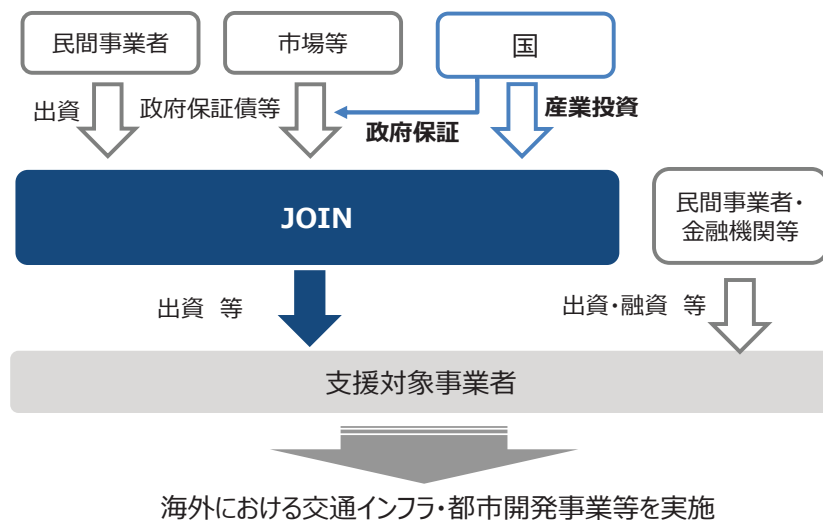 民間事業者
市場等
国
出資
政府保証債等
政府保証
産業投資
JOIN
民間事業者・
金融機関等
出資 等
出資・融資 等
支援対象事業者
海外における交通インフラ・都市開発事業等を実施